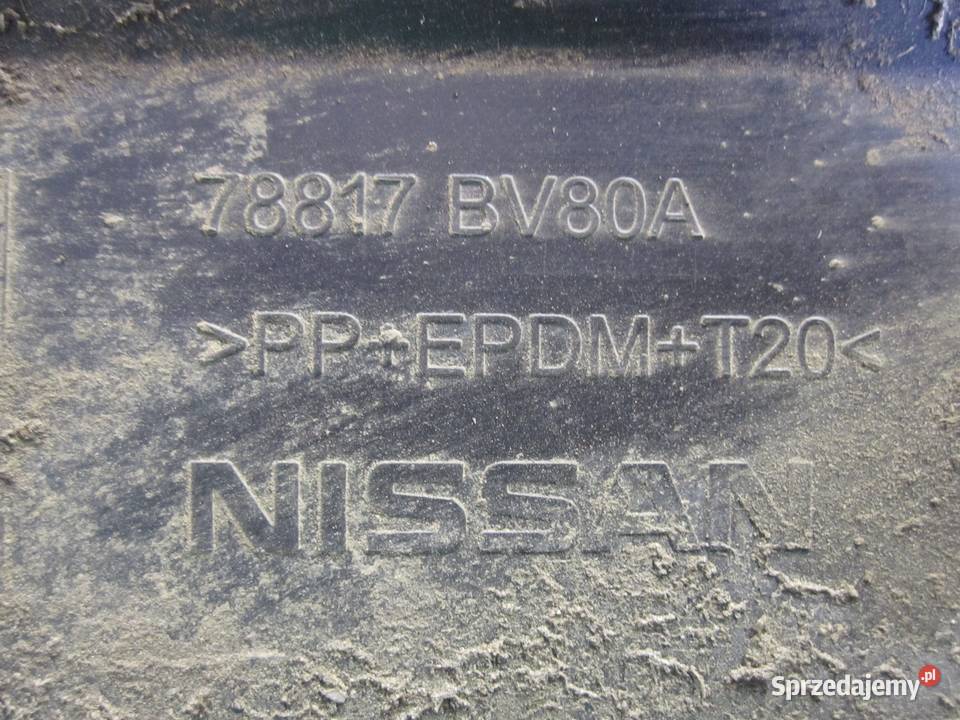 78817 BV80A
>PP+EPDM+T20<
NISSAN
Sprzedajemy.pl